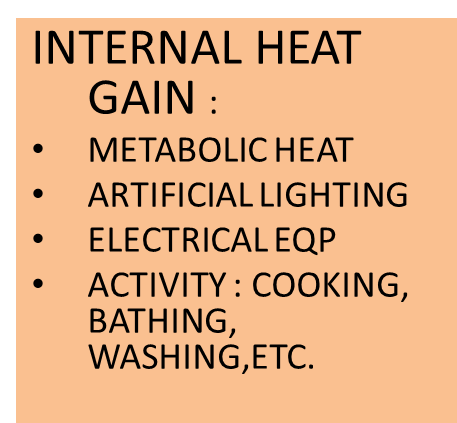 INTERNAL HEAT
GAIN :
• METABOLIC HEAT
• ARTIFICIAL LIGHTING
• ELECTRICAL EQP
• ACTIVITY : COOKING,
BATHING,
WASHING,ETC.